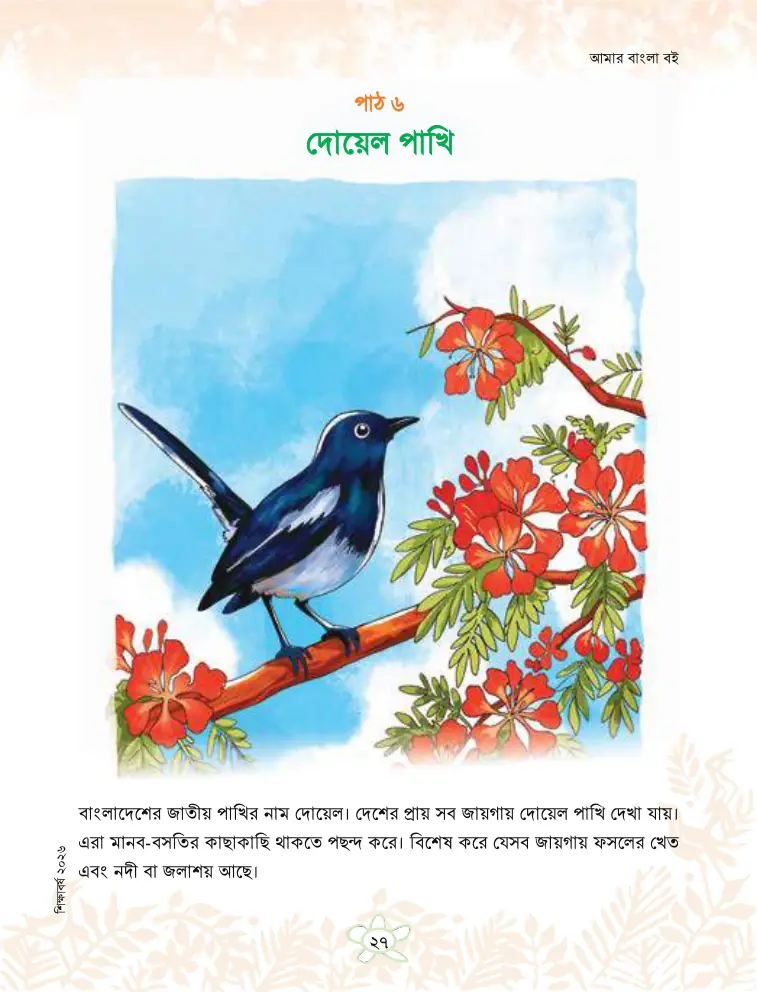 আমার বাংলা বই
পাঠ ৬
দোয়েল পাখি
বাংলাদেশের জাতীয় পাখির নাম দোয়েল। দেশের প্রায় সব জায়গায় দোয়েল পাখি দেখা যায়।
এরা মানব-বসতির কাছাকাছি থাকতে পছন্দ করে। বিশেষ করে যেসব জায়গায় ফসলের খেত
এবং নদী বা জলাশয় আছে।
শিক্ষাবর্ষ ২০২৬
২৭